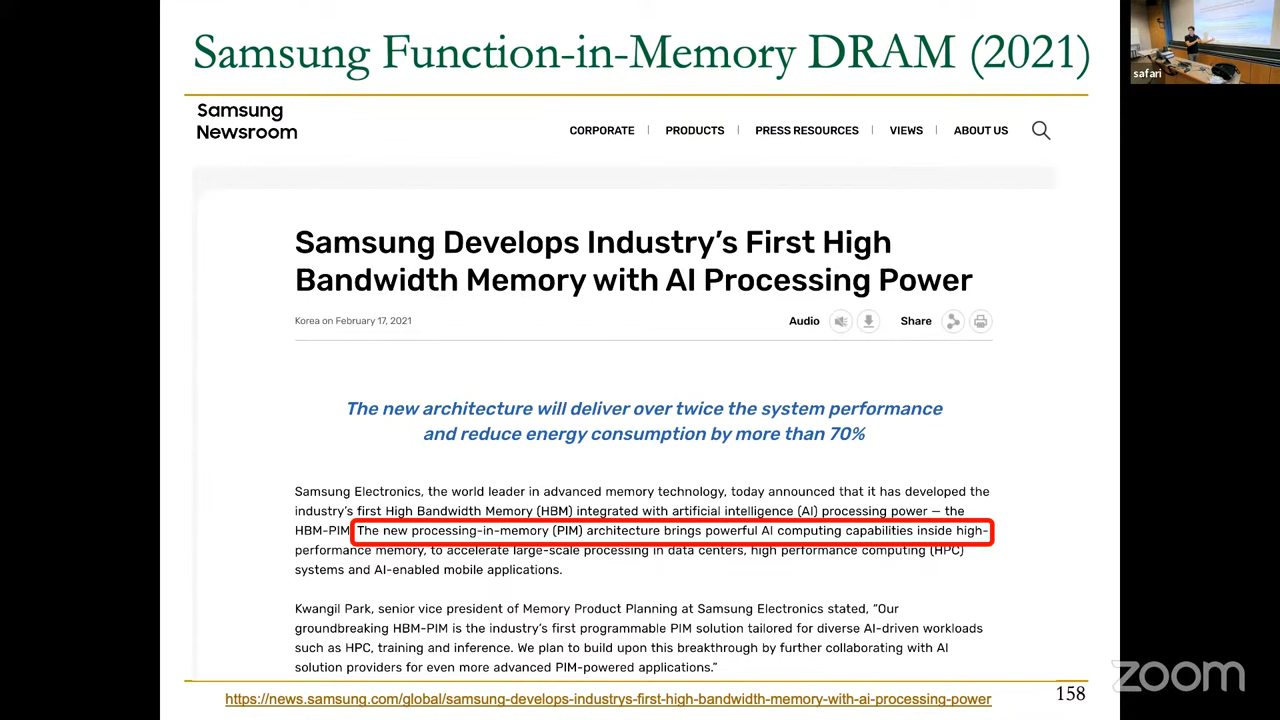 Samsung Function-in-Memory DRAM (2021)
safari
Samsung
Newsroom
CORPORATE | PRODUCTS | PRESS RESOURCES | VIEWS | ABOUT US
Samsung Develops Industry’s First High
Bandwidth Memory with AI Processing Power
Korea on February 17, 2021
Audio
Share
The new architecture will deliver over twice the system performance
and reduce energy consumption by more than 70%
Samsung Electronics, the world leader in advanced memory technology, today announced that it has developed the
industry’s first High Bandwidth Memory (HBM) integrated with artificial intelligence (AI) processing power — the
HBM-PIM. The new processing-in-memory (PIM) architecture brings powerful AI computing capabilities inside high-
performance memory, to accelerate large-scale processing in data centers, high performance computing (HPC)
systems and AI-enabled mobile applications.
Kwangil Park, senior vice president of Memory Product Planning at Samsung Electronics stated, “Our
groundbreaking HBM-PIM is the industry’s first programmable PIM solution tailored for diverse AI-driven workloads
such as HPC, training and inference. We plan to build upon this breakthrough by further collaborating with AI
solution providers for even more advanced PIM-powered applications.”
https://news.samsung.com/global/samsung-develops-industrys-first-high-bandwidth-memory-with-ai-processing-power
158
zoom